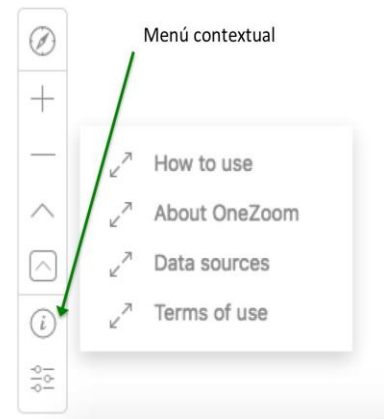 Menú contextual
How to use
About OneZoom
Data sources
Terms of use